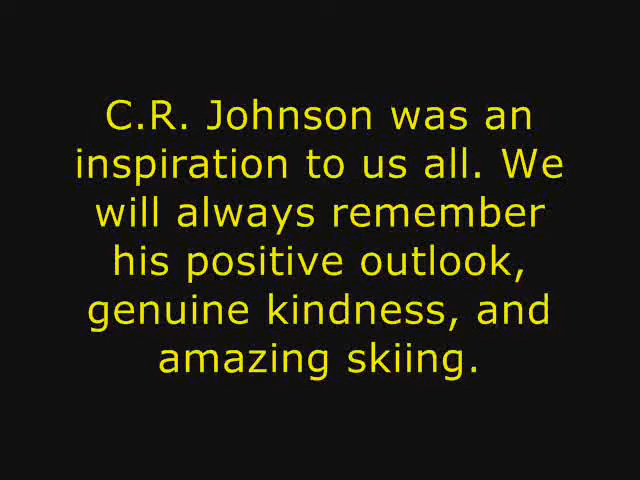 C.R. Johnson was an
inspiration to us all. We
will always remember
his positive outlook,
genuine kindness, and
amazing skiing.